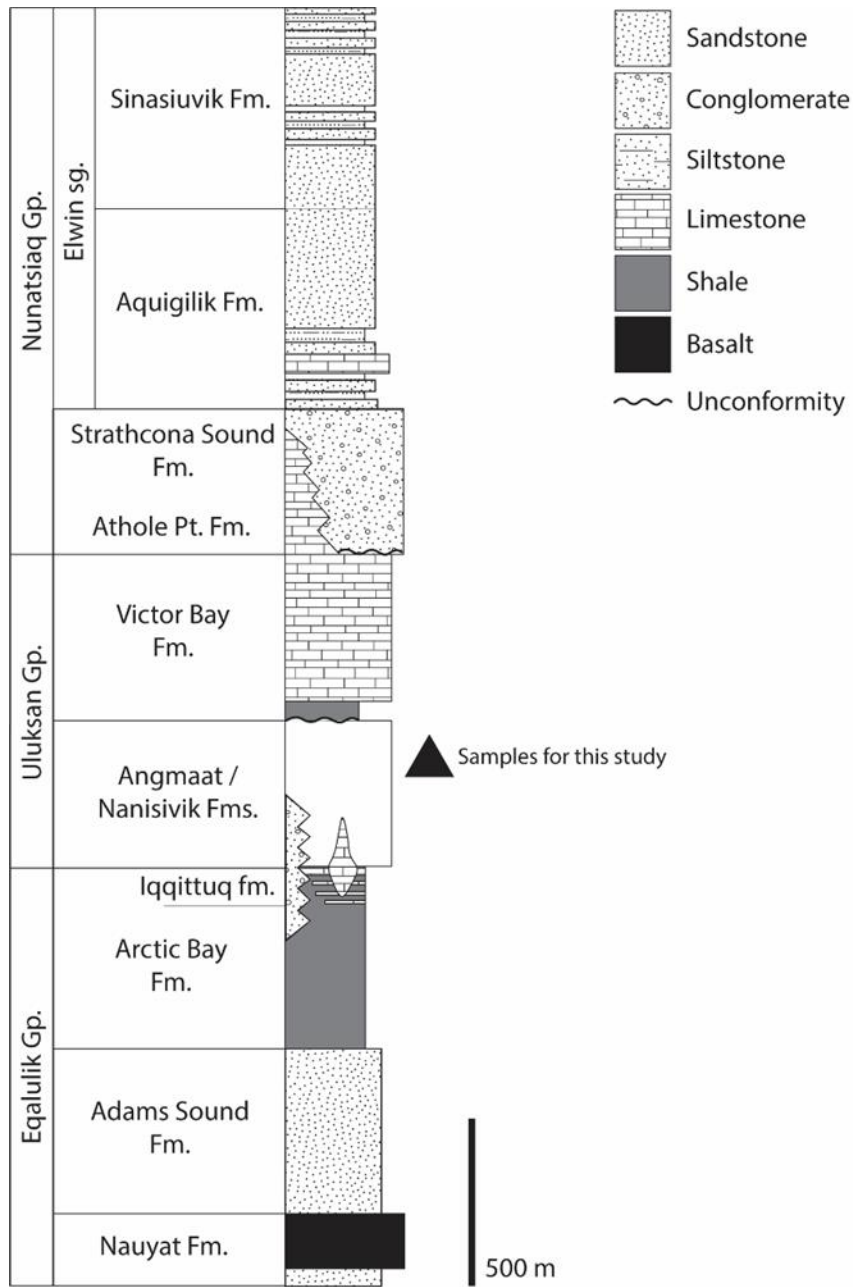 Nunatsiaq Gp.
Elwin sg.
Sinasiuvik Fm.
Aquigilik Fm.
Strathcona Sound
Fm.
Athole Pt. Fm.
Uluksan Gp.
Victor Bay
Fm.
Angmaat /
Nanisivik Fms.
Eqalulik Gp.
Iqqittuq fm.
Arctic Bay
Fm.
Adams Sound
Fm.
Nauyat Fm.
Sandstone
Conglomerate
Siltstone
Limestone
Shale
Basalt
Unconformity
Samples for this study
500 m